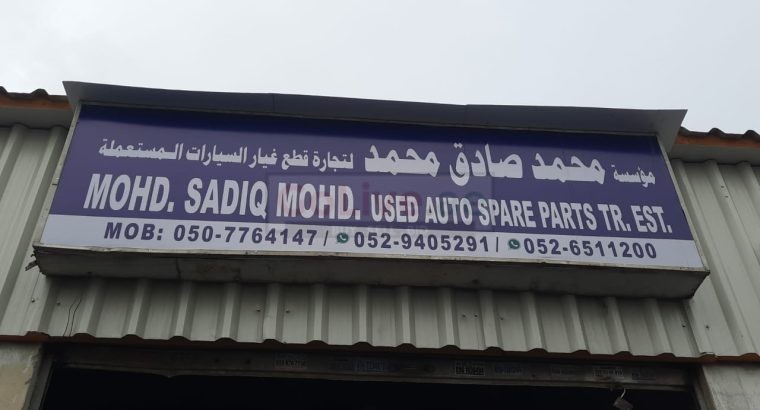 مؤسسة محمد صادق محمد لتجارة قطع غيار السيارات المستعملة
MOHD. SADIQ MOHD. USED AUTO SPARE PARTS TR. EST.
MOB: 050-7764147 / 052-9405291 / 052-6511200